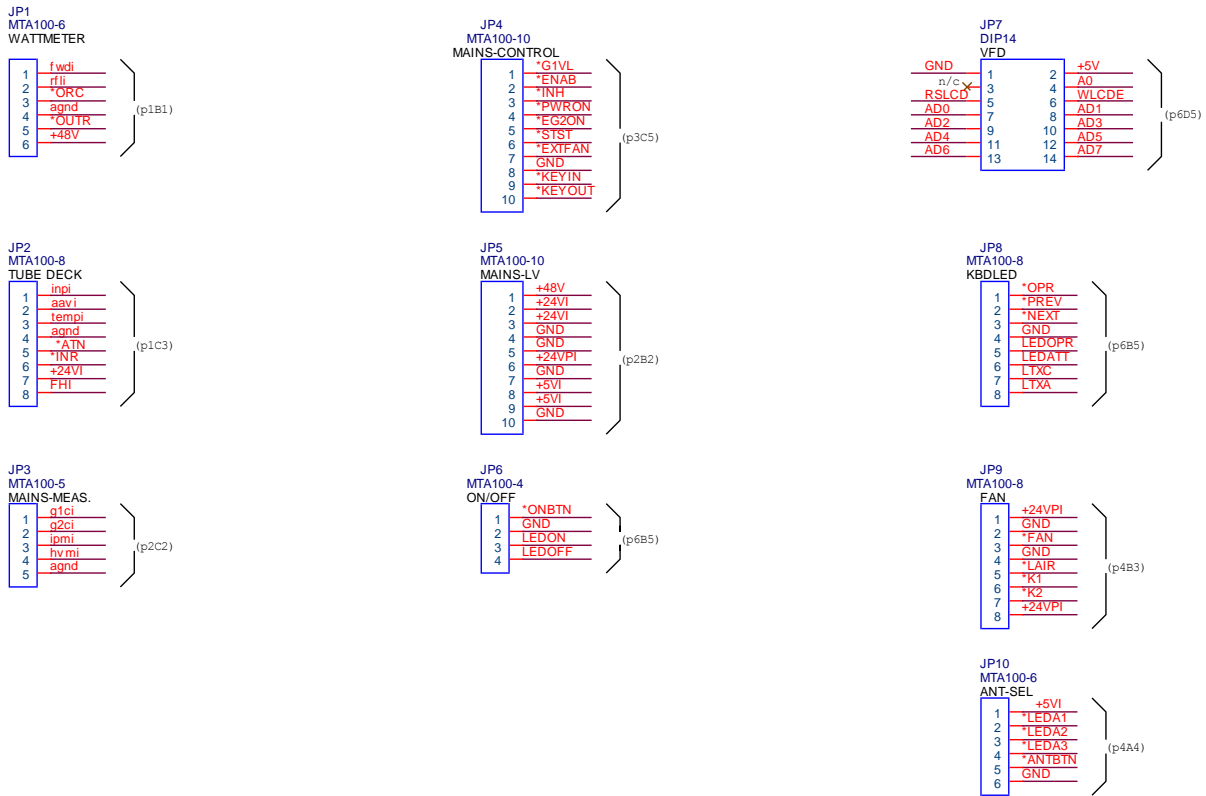 JP1
MTA100-6
WATTMETER
1 fwdi
2 rfli
3 *ORC
4 agnd
5 *OUTR
6 +48V
(p1B1)
JP2
MTA100-8
TUBE DECK
1 inpi
2 aavi
3 tempi
4 agnd
5 *ATN
6 *INR
7 +24VI
8 FHI
(p1C3)
JP3
MTA100-5
MAINS-MEAS.
1 g1ci
2 g2ci
3 ipmi
4 hvmi
5 agnd
(p2C2)
JP4
MTA100-10
MAINS-CONTROL
1 *G1VL
2 *ENAB
3 *INH
4 *PWRON
5 *EG2ON
6 *STST
7 *EXTFAN
8 GND
9 *KEYIN
10 *KEYOUT
(p3C5)
JP5
MTA100-10
MAINS-LV
1 +48V
2 +24VI
3 +24VI
4 GND
5 GND
6 +24VPI
7 GND
8 +5VI
9 +5VI
10 GND
(p2B2)
JP6
MTA100-4
ON/OFF
1 *ONBTN
2 GND
3 LEDON
4 LEDOFF
(p6B5)
JP7
DIP14
VFD
GND 1 2 +5V
n/c 3 4 A0
RSLCD 5 6 WLCDE
AD0 7 8 AD1
AD2 9 10 AD3
AD4 11 12 AD5
AD6 13 14 AD7
(p6D5)
JP8
MTA100-8
KBDLED
1 *OPR
2 *PREV
3 *NEXT
4 GND
5 LEDOPR
6 LEDATT
7 LTXC
8 LTXA
(p6B5)
JP9
MTA100-8
FAN
1 +24VPI
2 GND
3 *FAN
4 GND
5 *LAIR
6 *K1
7 *K2
8 +24VPI
(p4B3)
JP10
MTA100-6
ANT-SEL
1 +5VI
2 *LEDA1
3 *LEDA2
4 *LEDA3
5 *ANTBTN
6 GND
(p4A4)